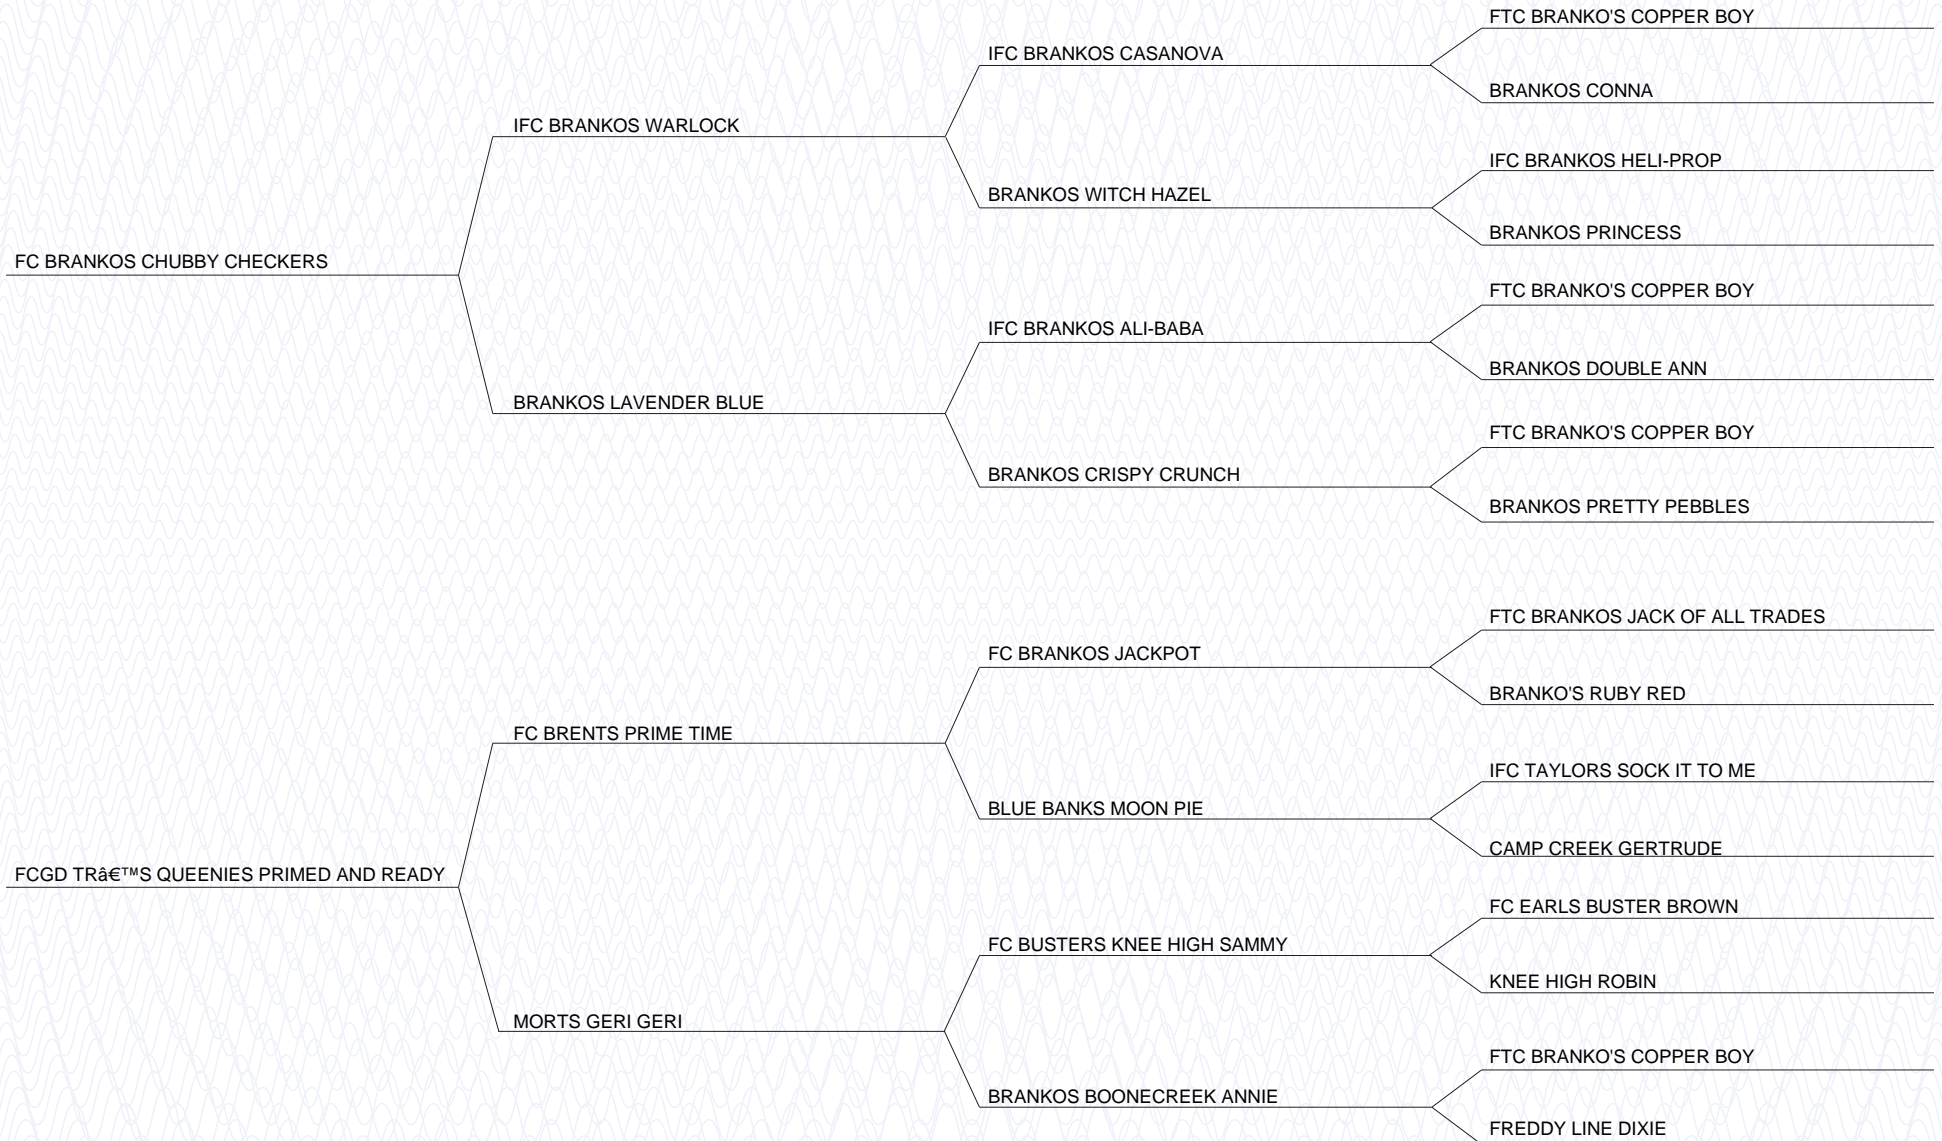 FTC BRANKO'S COPPER BOY
IFC BRANKOS CASANOVA
BRANKOS CONNA
IFC BRANKOS WARLOCK
IFC BRANKOS HELI-PROP
BRANKOS WITCH HAZEL
BRANKOS PRINCESS
FC BRANKOS CHUBBY CHECKERS
FTC BRANKO'S COPPER BOY
IFC BRANKOS ALI-BABA
BRANKOS DOUBLE ANN
BRANKOS LAVENDER BLUE
FTC BRANKO'S COPPER BOY
BRANKOS CRISPY CRUNCH
BRANKOS PRETTY PEBBLES
FTC BRANKOS JACK OF ALL TRADES
FC BRANKOS JACKPOT
BRANKO'S RUBY RED
FC BRENTS PRIME TIME
IFC TAYLORS SOCK IT TO ME
BLUE BANKS MOON PIE
CAMP CREEK GERTRUDE
FCGD TRâ€™S QUEENIES PRIMED AND READY
FC EARLS BUSTER BROWN
FC BUSTERS KNEE HIGH SAMMY
KNEE HIGH ROBIN
MORTS GERI GERI
FTC BRANKO'S COPPER BOY
BRANKOS BOONECREEK ANNIE
FREDDY LINE DIXIE